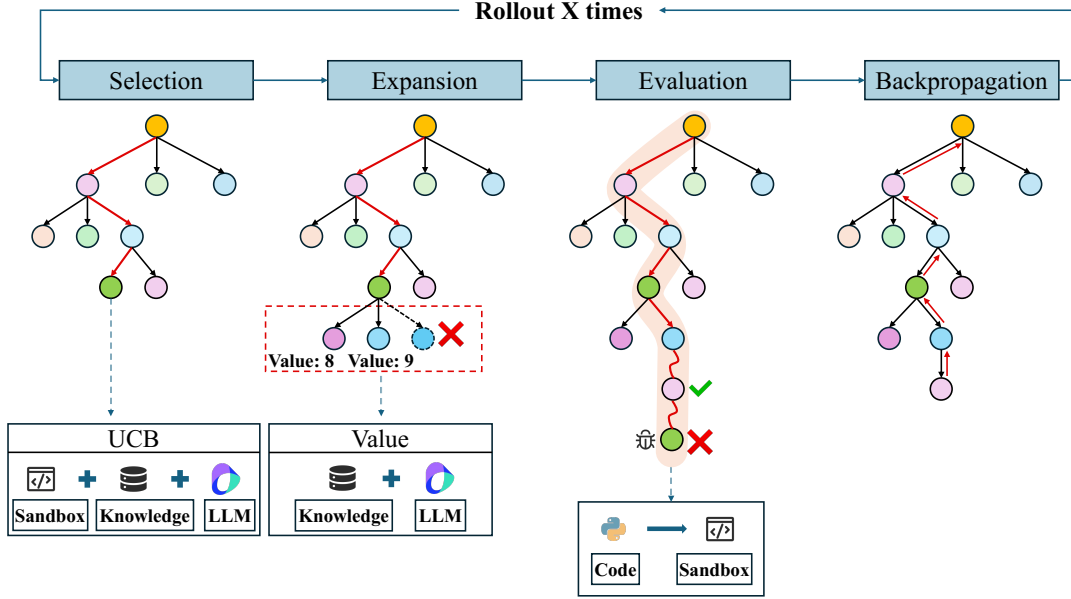 Rollout X times
Selection
Expansion
Evaluation
Backpropagation
Value: 8
Value: 9
UCB
Sandbox
Knowledge
LLM
Value
Knowledge
LLM
Code
Sandbox